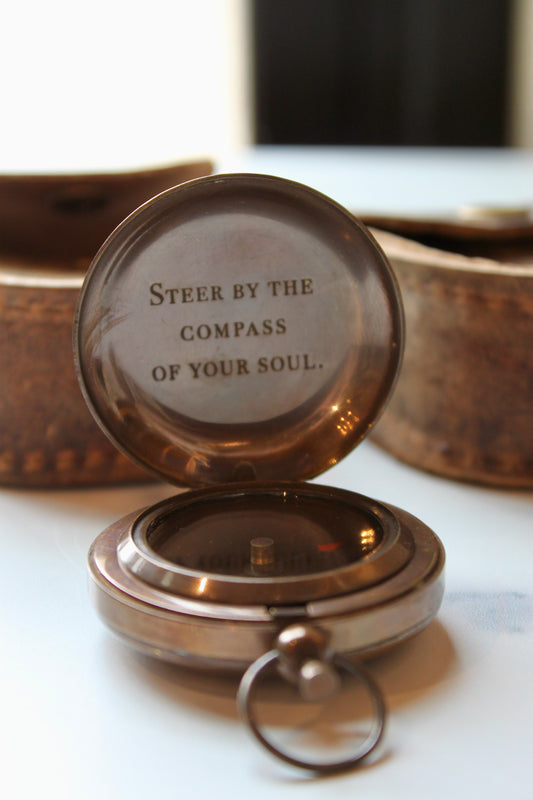 STEER BY THE
COMPASS
OF YOUR SOUL.